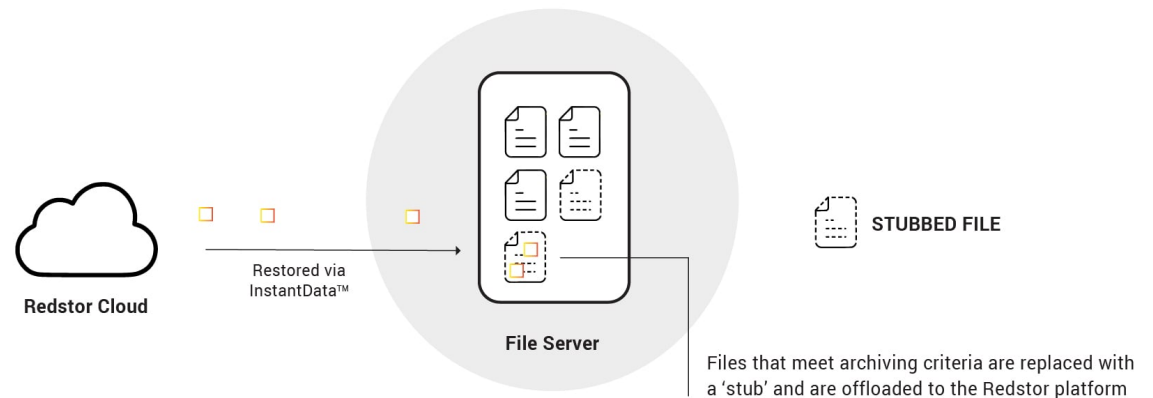 Redstor Cloud
Restored via
InstantData™
File Server
STUBBED FILE
Files that meet archiving criteria are replaced with
a ‘stub’ and are offloaded to the Redstor platform